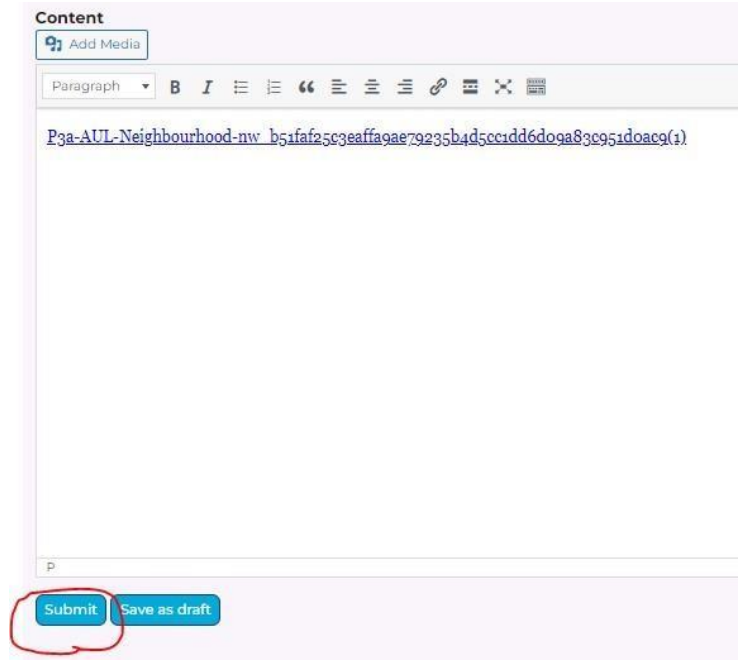 Content
Add Media
Paragraph
P3a-AUL-Neighbourhood-nw_b51faf25c3eaffa9ae79235b4d5cc1dd6d09a83c951d0ac9(1)
P
Submit Save as draft